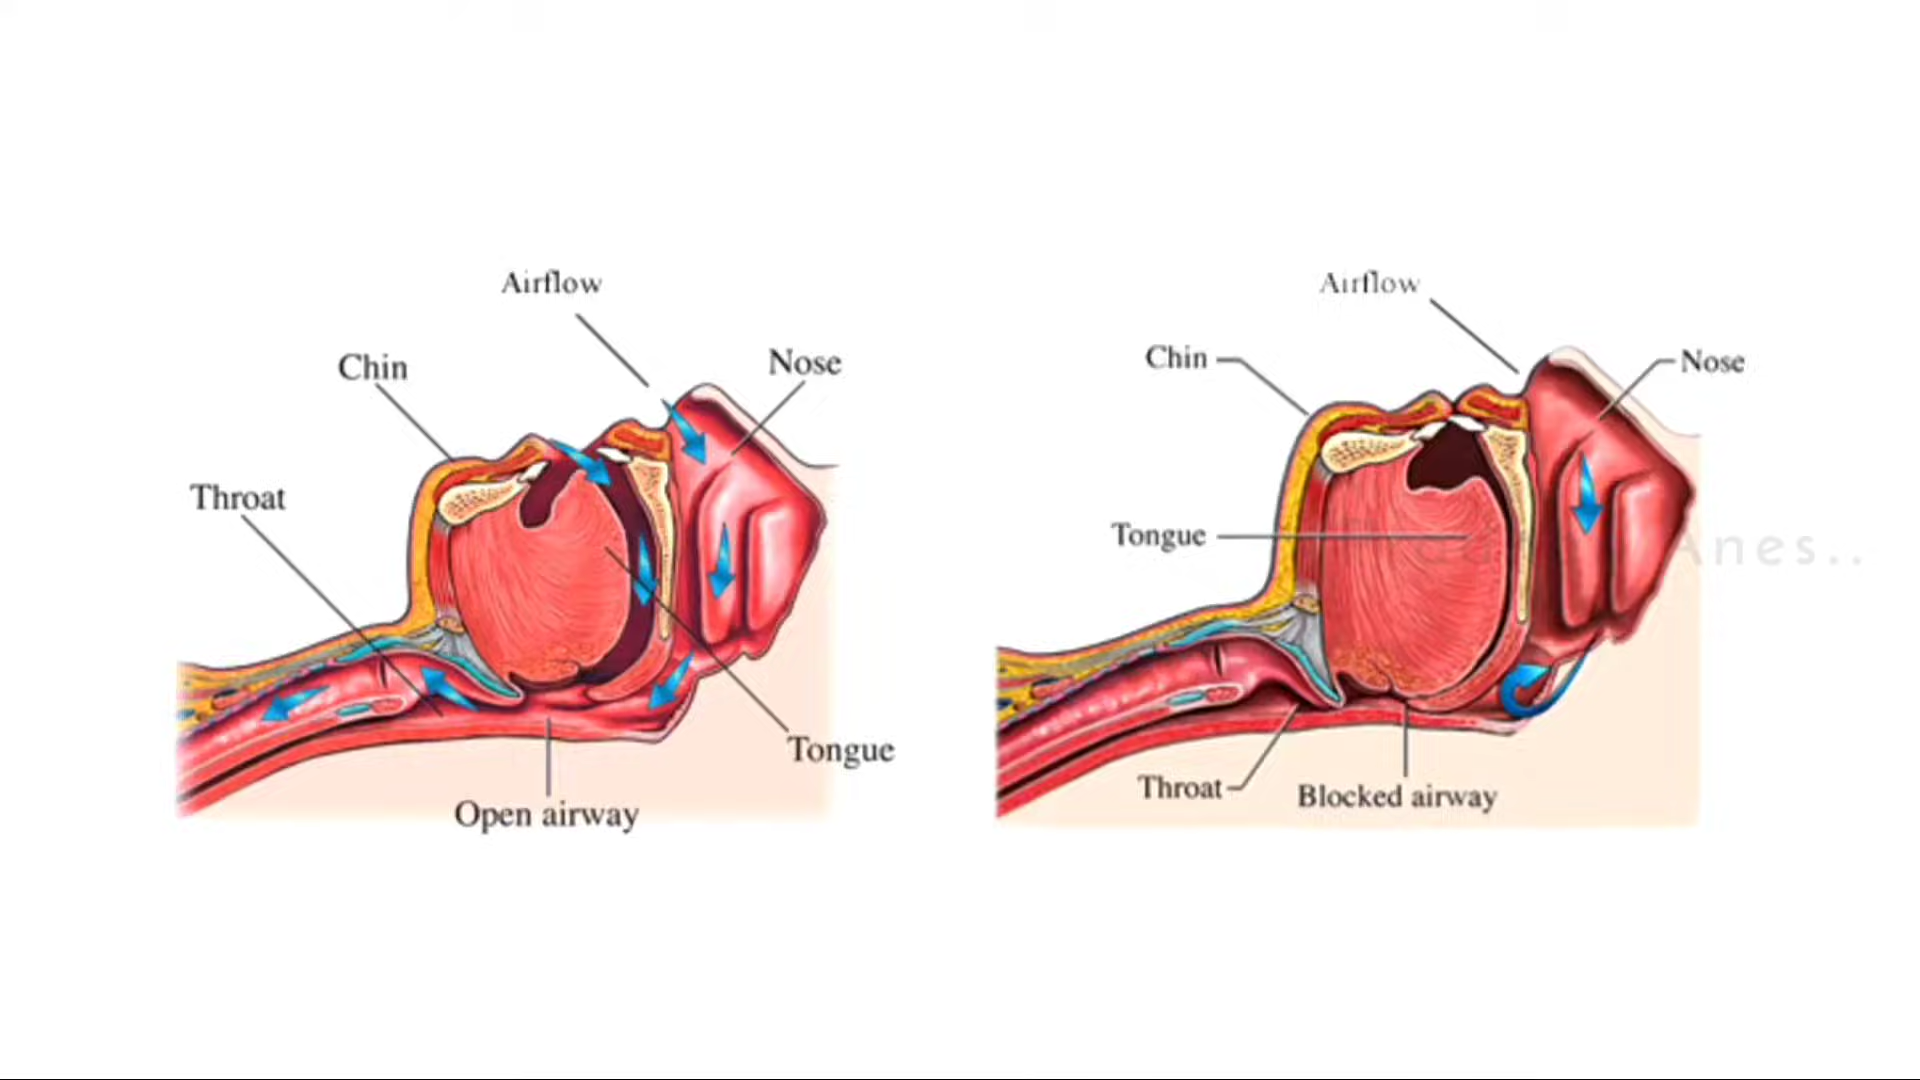 Airflow
Chin
Nose
Throat
Tongue
Open airway
Airflow
Chin
Nose
Tongue
Throat
Blocked airway